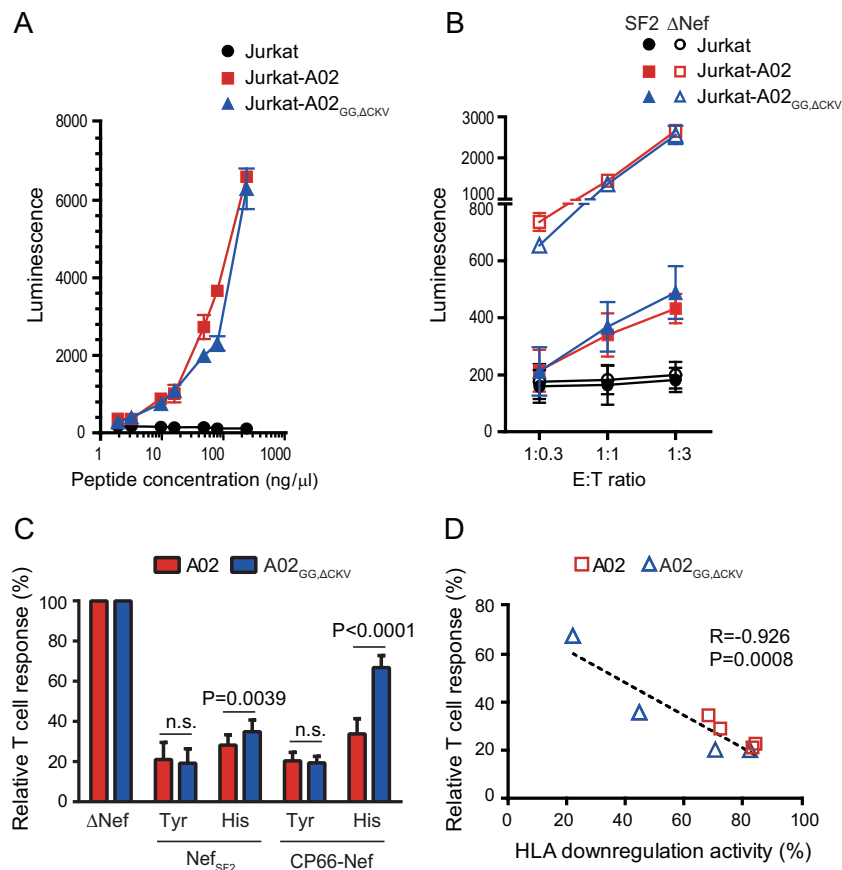 A
Jurkat
Jurkat-A02
Jurkat-A02GG,ΔCKV
8000
6000
4000
2000
0
Luminescence
1 10 100 1000
Peptide concentration (ng/μl)
B
SF2 ΔNef
Jurkat
Jurkat-A02
Jurkat-A02GG,ΔCKV
3000
2000
1000
800
600
400
200
0
Luminescence
1:0.3 1:1 1:3
E:T ratio
C
A02 A02GG,ΔCKV
Relative T cell response (%)
100
80
60
40
20
0
n.s.
P=0.0039
n.s.
P<0.0001
ΔNef Tyr His Tyr His
NefSF2 CP66-Nef
D
A02 A02GG,ΔCKV
Relative T cell response (%)
80
60
40
20
0
R=-0.926
P=0.0008
0 20 40 60 80 100
HLA downregulation activity (%)